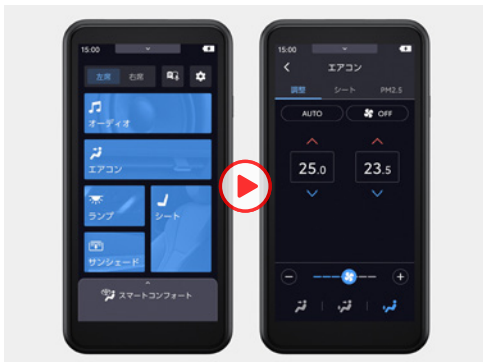 15:00
左席 右席
オーディオ
エアコン
ランプ
シート
サンシェード
スマートコンフォート
15:00
エアコン
調整 シート PM2.5
AUTO OFF
25.0 23.5